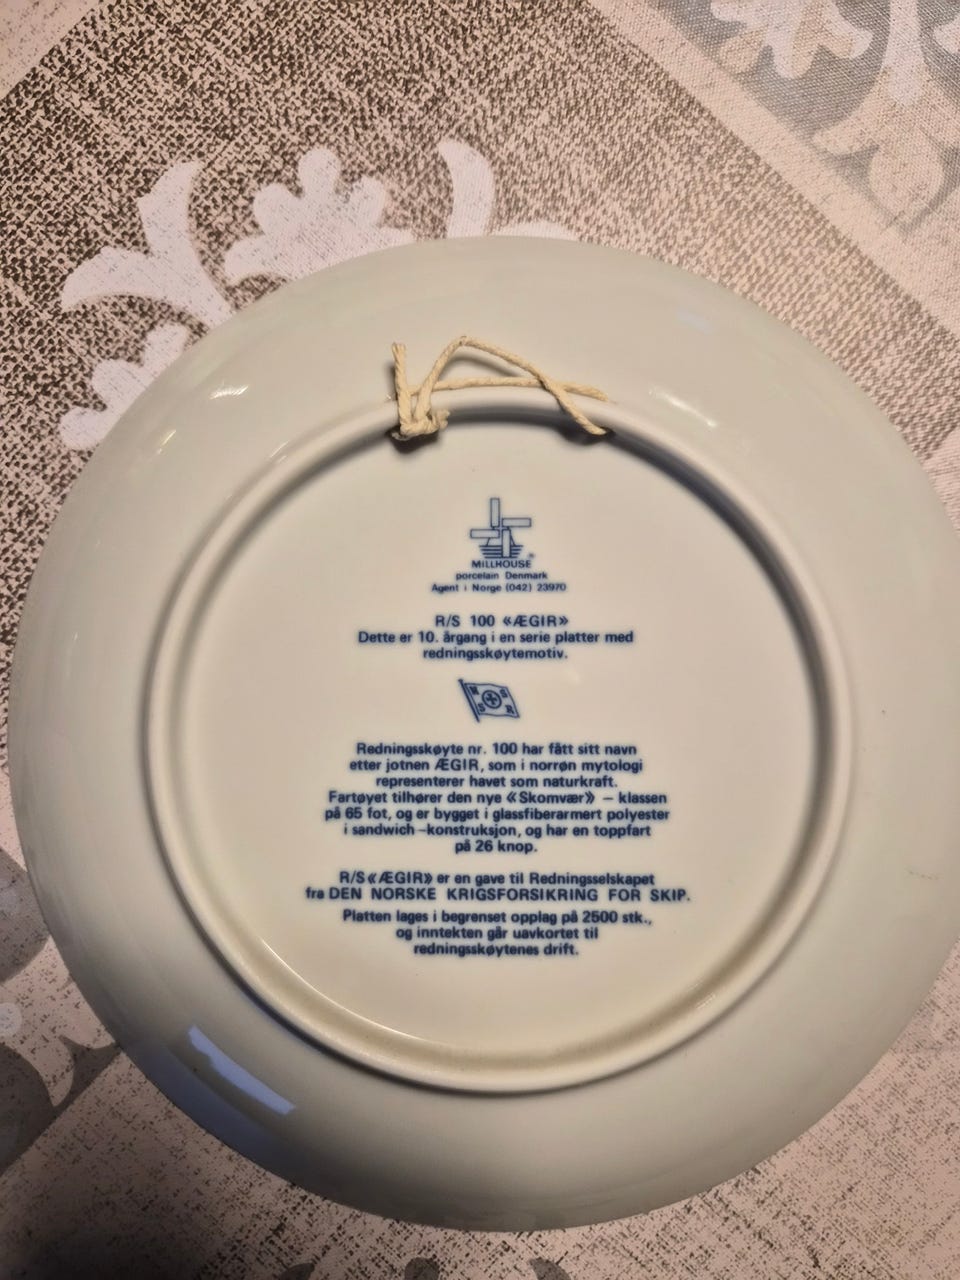 MILLHOUSE®
porcelain Denmark
Agent i Norge (042) 23970
R/S 100 «ÆGIR»
Dette er 10. årgang i en serie platter med
redningsskøytemotiv.
N S
S R
Redningsskøyte nr. 100 har fått sitt navn
etter jotnen ÆGIR, som i norrøn mytologi
representerer havet som naturkraft.
Fartøyet tilhører den nye «Skomvær» – klassen
på 65 fot, og er bygget i glassfiberarmert polyester
i sandwich–konstruksjon, og har en toppfart
på 26 knop.
R/S«ÆGIR» er en gave til Redningsselskapet
fra DEN NORSKE KRIGSFORSIKRING FOR SKIP.
Platten lages i begrenset opplag på 2500 stk.,
og inntekten går uavkortet til
redningsskøytenes drift.